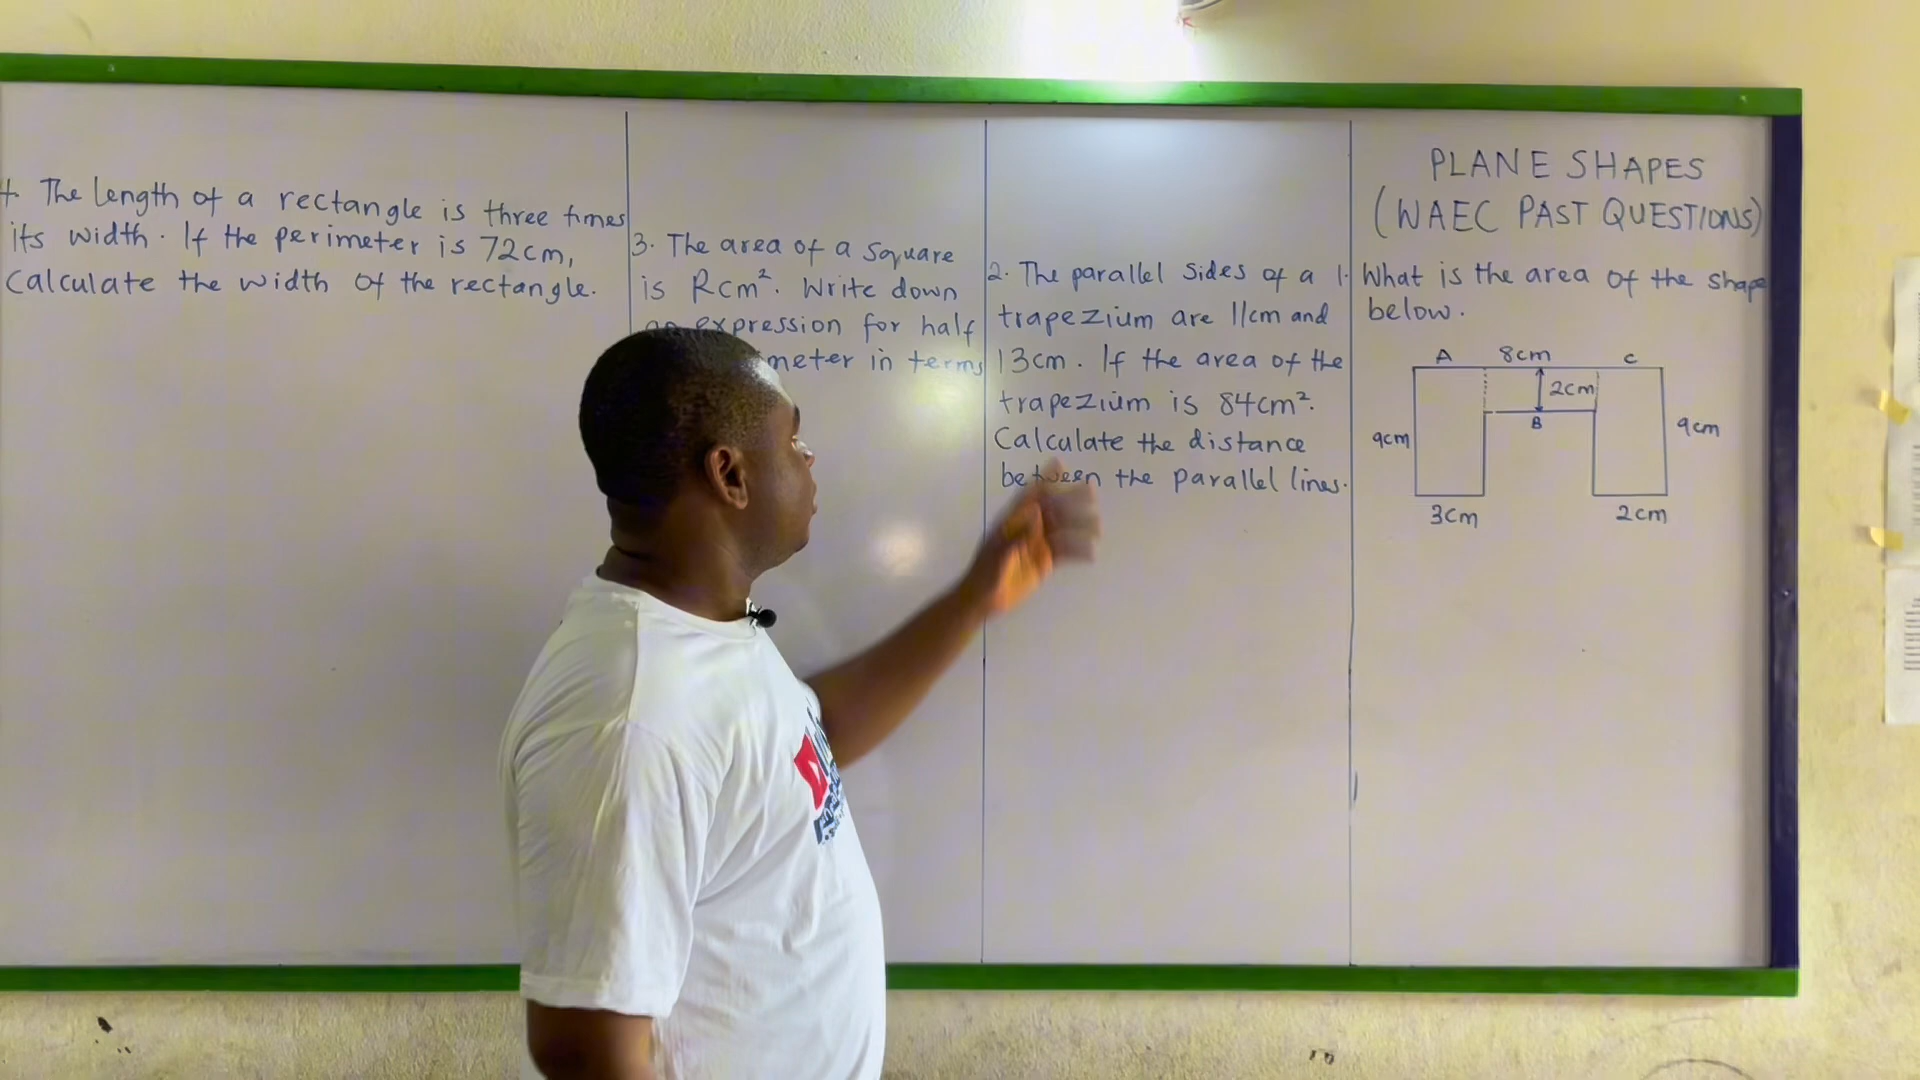 PLANE SHAPES
(WAEC PAST QUESTIONS)
1. What is the area of the shape
below.
A 8cm C
2cm
B
9cm
9cm
3cm
2cm
2. The parallel sides of a
trapezium are 11cm and
13cm. If the area of the
trapezium is 84cm².
Calculate the distance
between the parallel lines.
3. The area of a square
is Rcm². Write down
expression for half
in terms
The length of a rectangle is three times
its width. If the perimeter is 72cm,
Calculate the width of the rectangle.